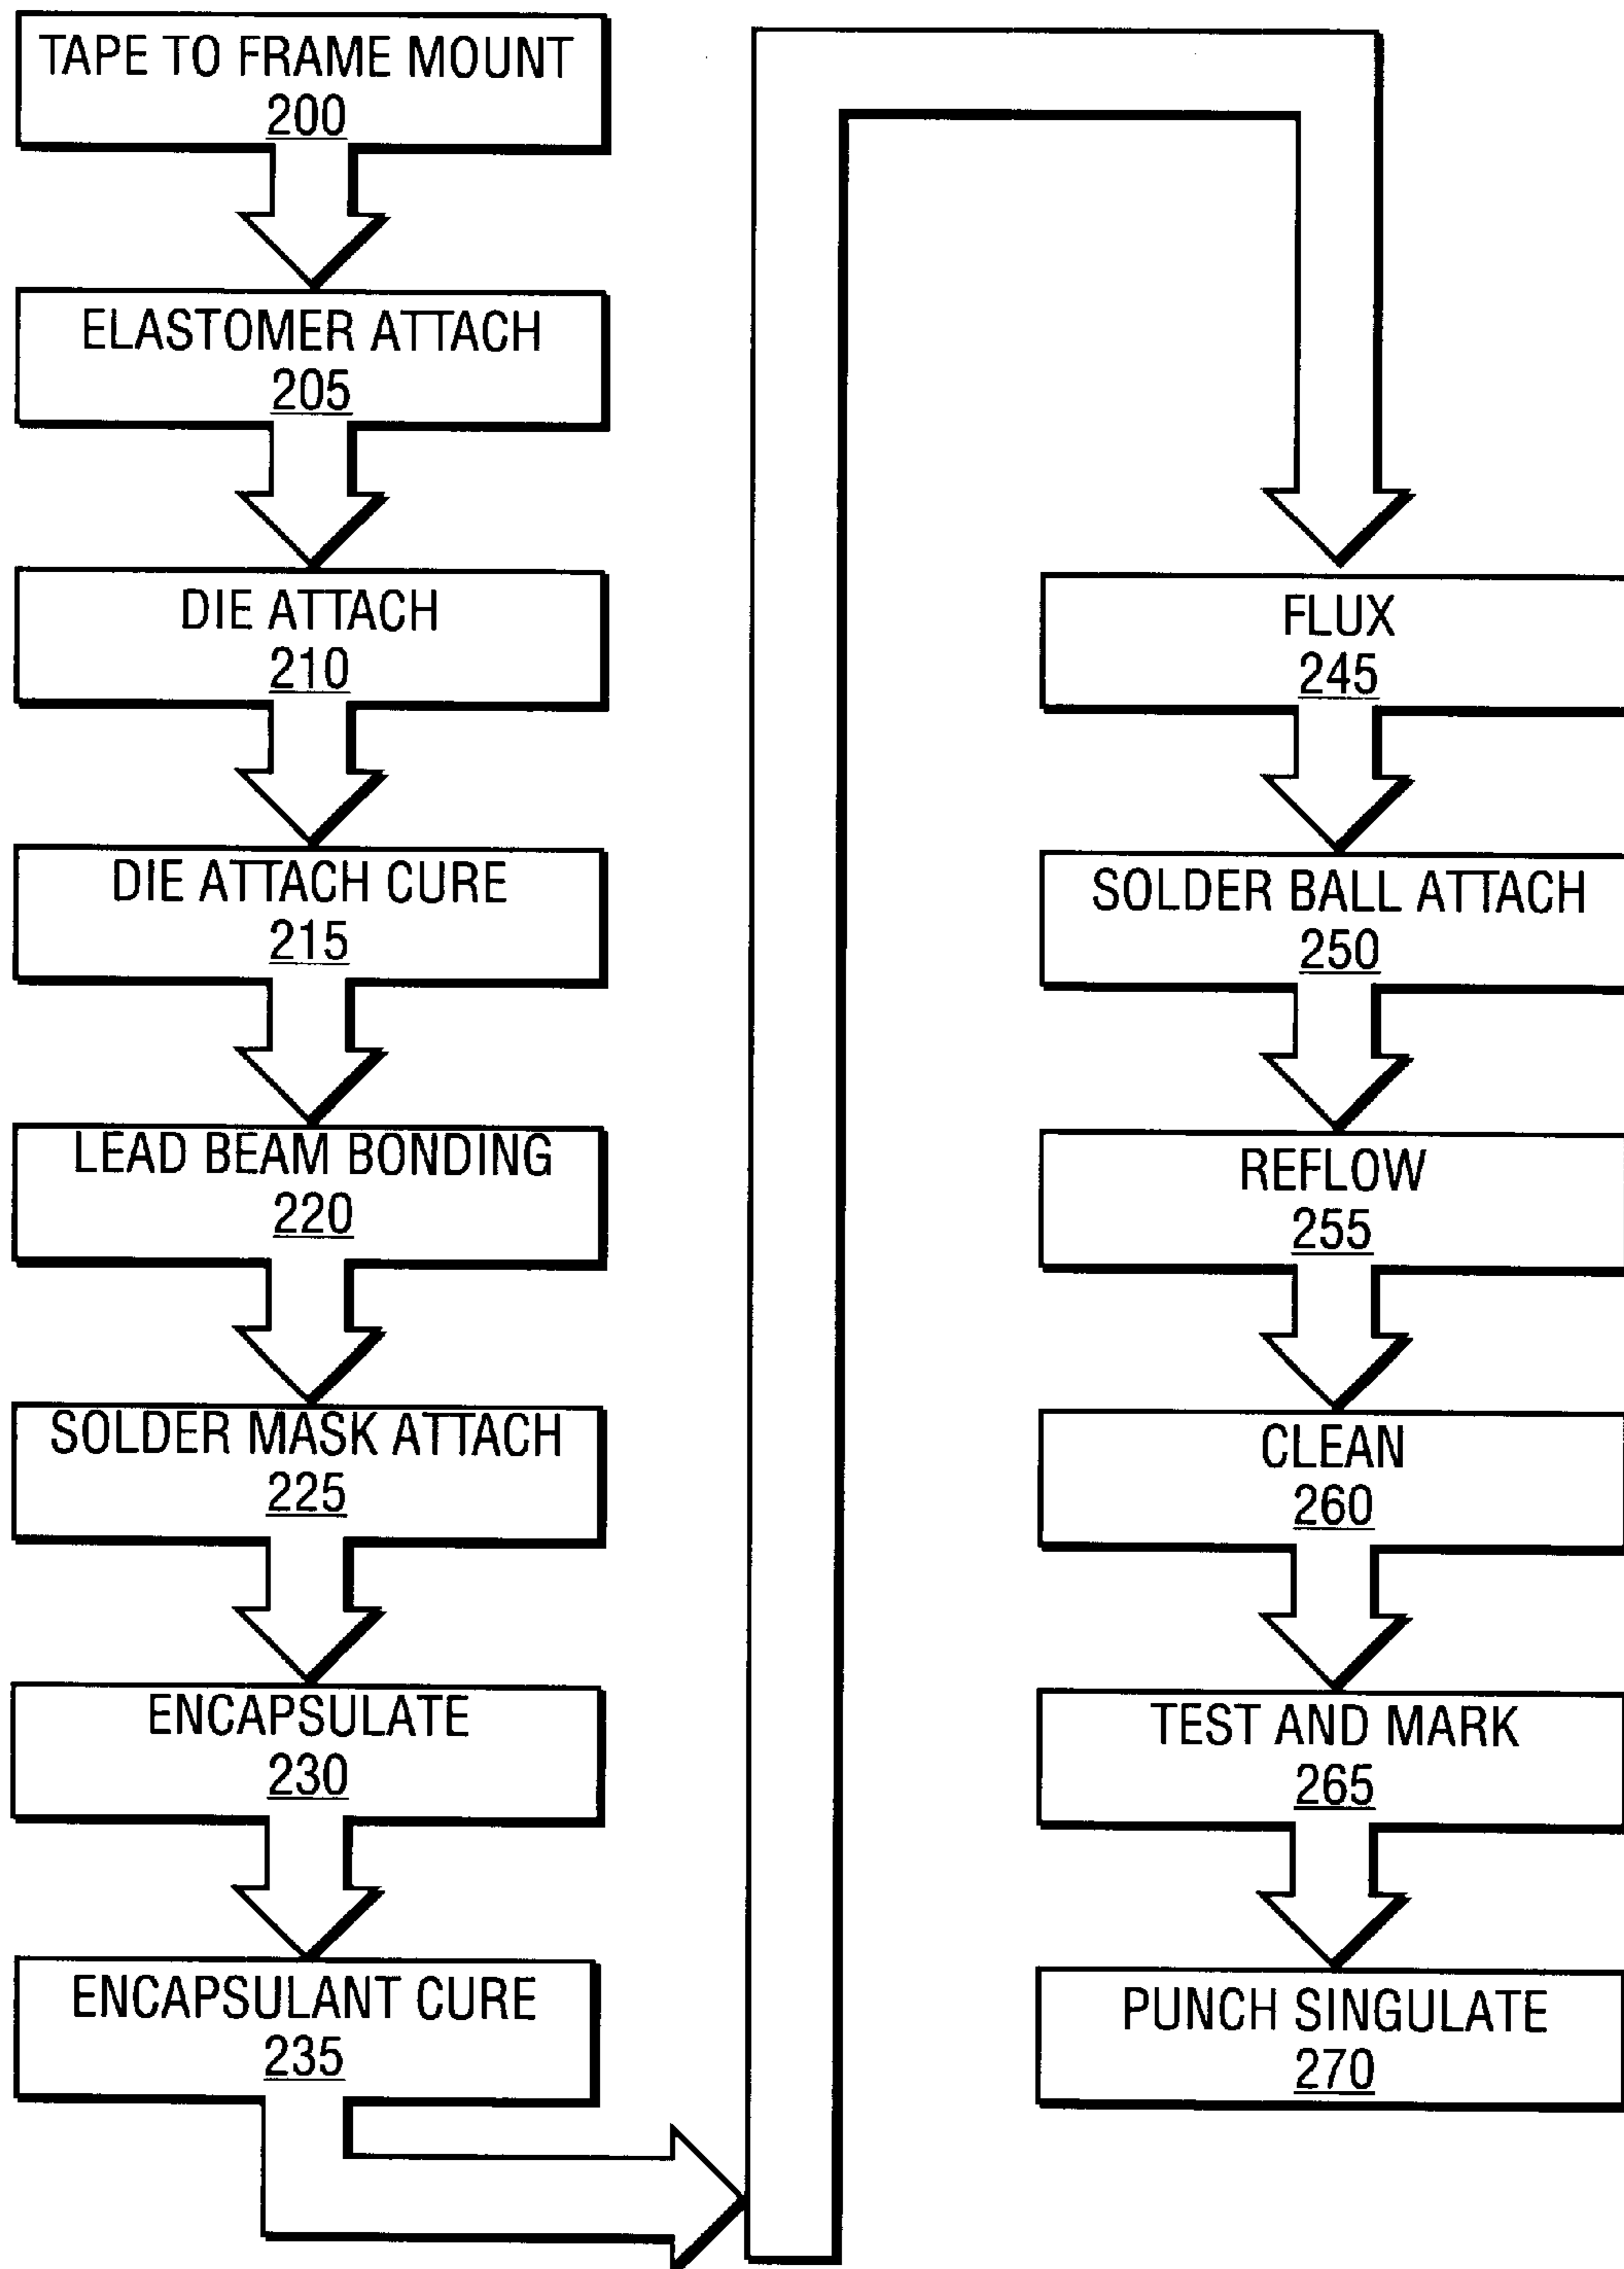 TAPE TO FRAME MOUNT
200
ELASTOMER ATTACH
205
DIE ATTACH
210
DIE ATTACH CURE
215
LEAD BEAM BONDING
220
SOLDER MASK ATTACH
225
ENCAPSULATE
230
ENCAPSULANT CURE
235
FLUX
245
SOLDER BALL ATTACH
250
REFLOW
255
CLEAN
260
TEST AND MARK
265
PUNCH SINGULATE
270